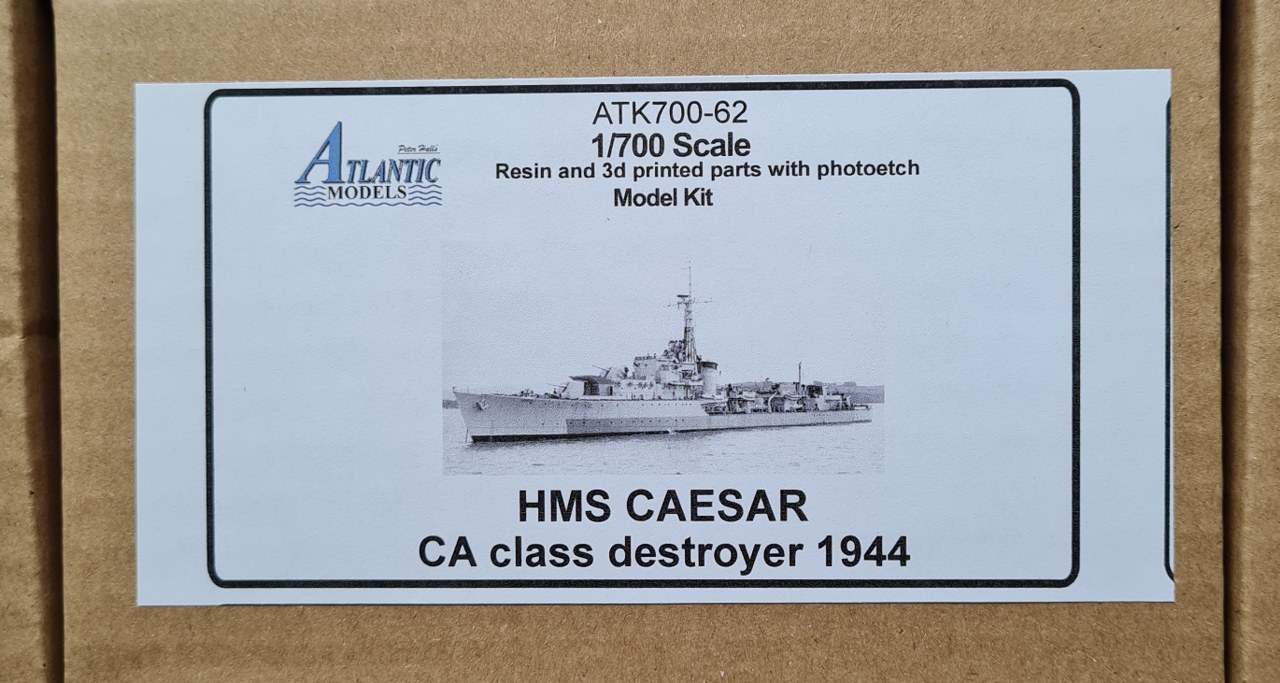 ATK700-62
1/700 Scale
Resin and 3d printed parts with photoetch
Model Kit
Peter Hall's
ATLANTIC
MODELS
HMS CAESAR
CA class destroyer 1944